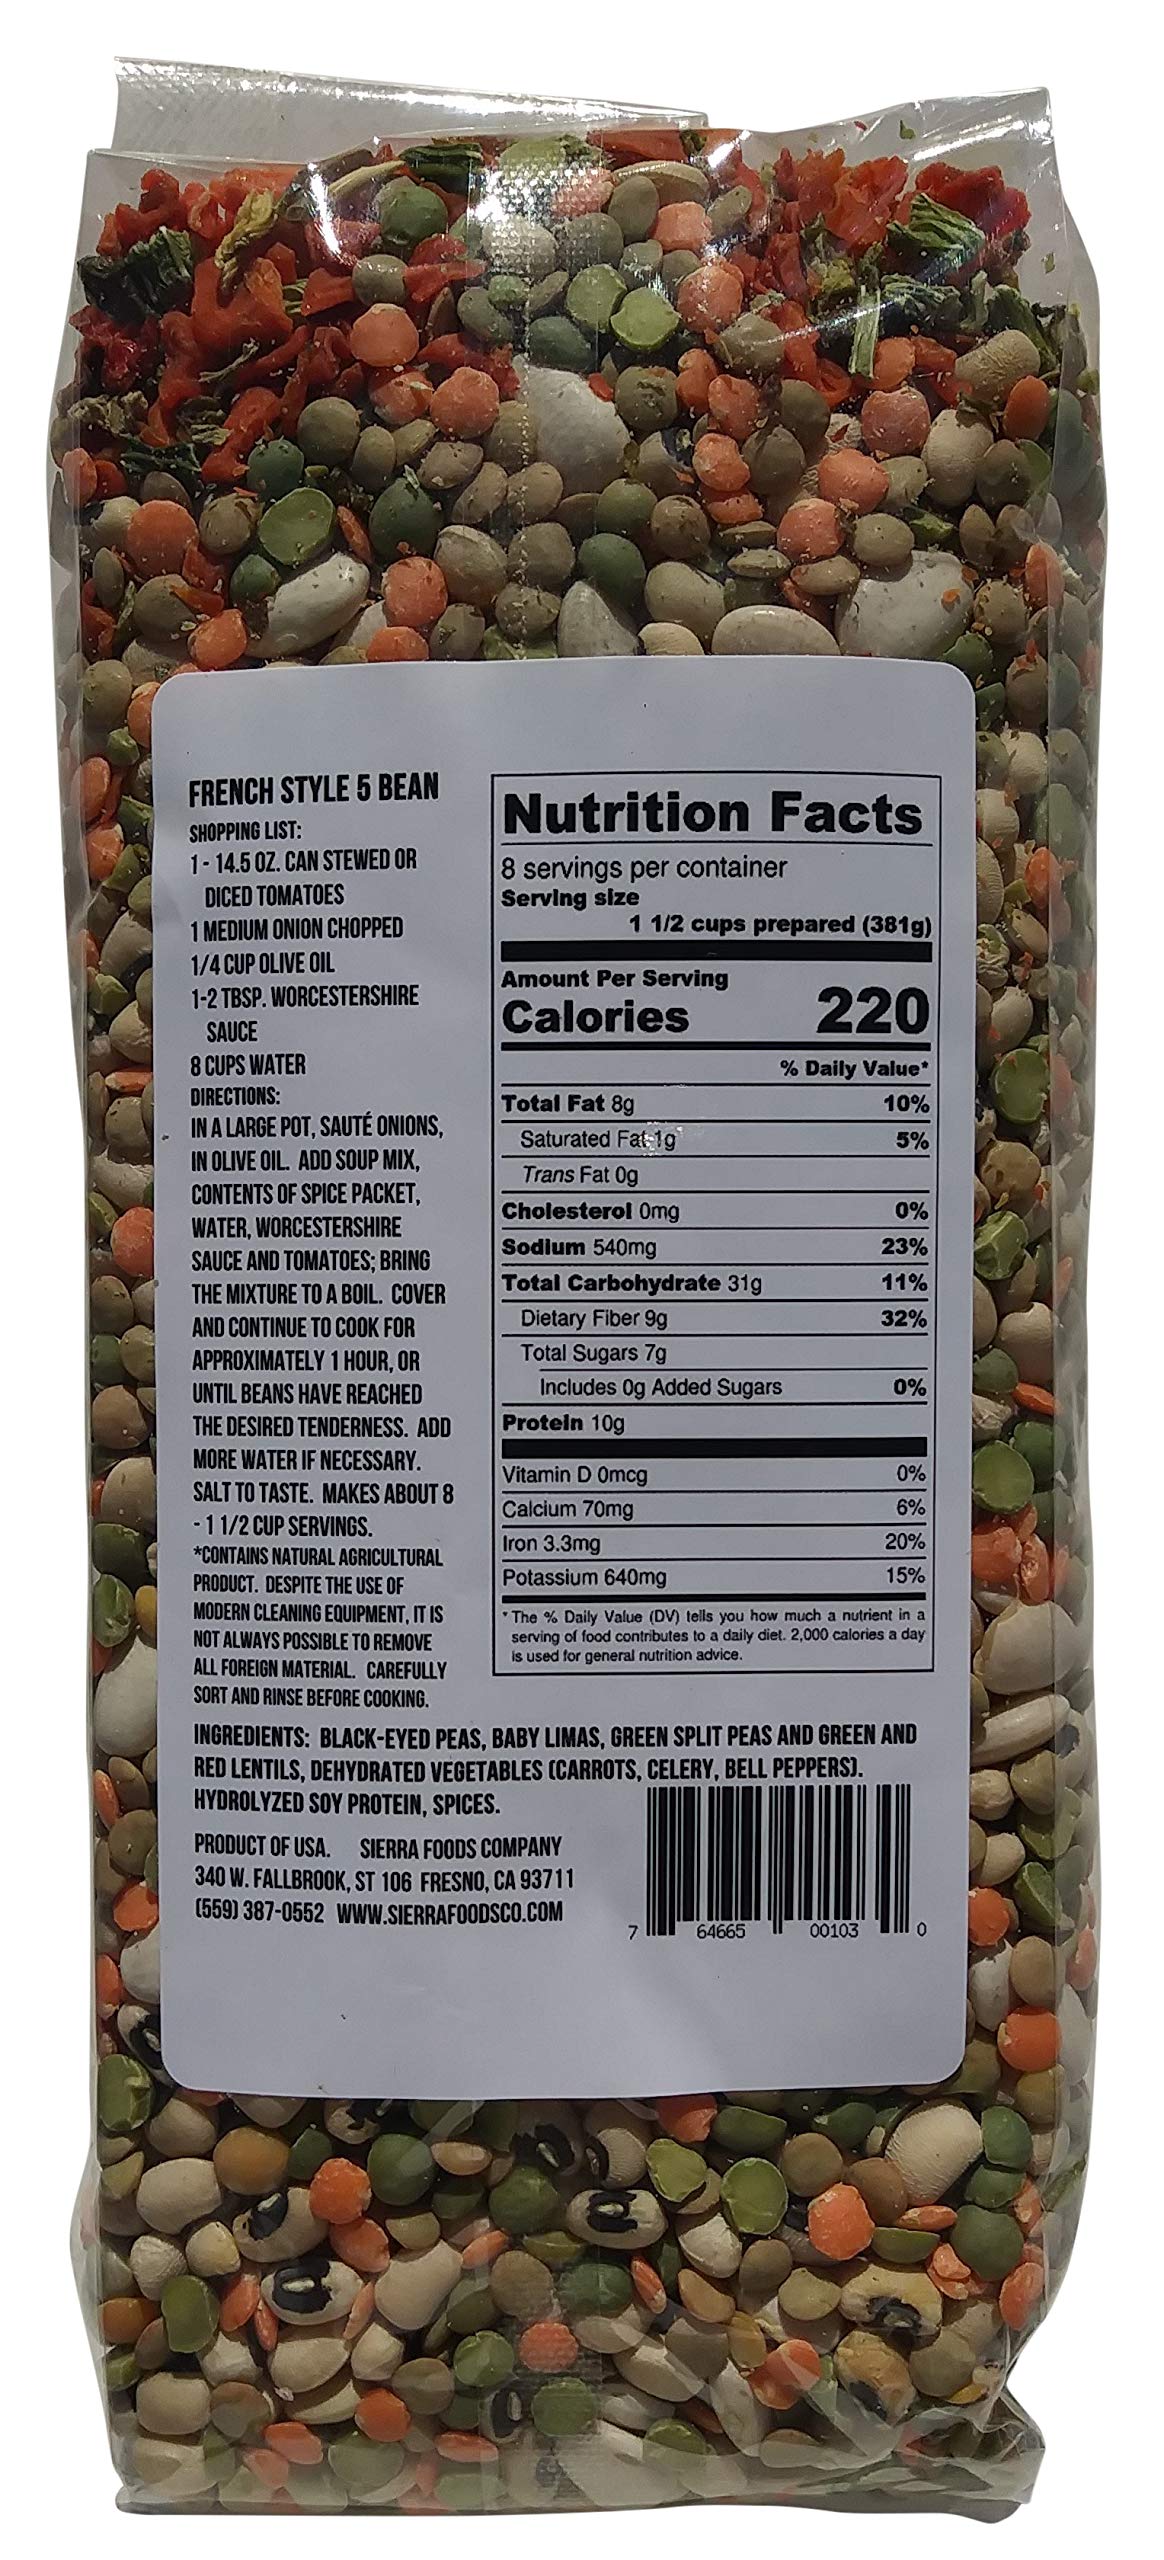 FRENCH STYLE 5 BEAN
SHOPPING LIST:
1 - 14.5 OZ. CAN STEWED OR
DICED TOMATOES
1 MEDIUM ONION CHOPPED
1/4 CUP OLIVE OIL
1-2 TBSP. WORCESTERSHIRE
SAUCE
8 CUPS WATER
DIRECTIONS:
IN A LARGE POT, SAUTÉ ONIONS,
IN OLIVE OIL. ADD SOUP MIX,
CONTENTS OF SPICE PACKET,
WATER, WORCESTERSHIRE
SAUCE AND TOMATOES; BRING
THE MIXTURE TO A BOIL. COVER
AND CONTINUE TO COOK FOR
APPROXIMATELY 1 HOUR, OR
UNTIL BEANS HAVE REACHED
THE DESIRED TENDERNESS. ADD
MORE WATER IF NECESSARY.
SALT TO TASTE. MAKES ABOUT 8
- 1 1/2 CUP SERVINGS.
*CONTAINS NATURAL AGRICULTURAL
PRODUCT. DESPITE THE USE OF
MODERN CLEANING EQUIPMENT, IT IS
NOT ALWAYS POSSIBLE TO REMOVE
ALL FOREIGN MATERIAL. CAREFULLY
SORT AND RINSE BEFORE COOKING.
Nutrition Facts
8 servings per container
Serving size
1 1/2 cups prepared (381g)
Amount Per Serving
Calories 220
% Daily Value*
Total Fat 8g 10%
Saturated Fat 1g 5%
Trans Fat 0g
Cholesterol 0mg 0%
Sodium 540mg 23%
Total Carbohydrate 31g 11%
Dietary Fiber 9g 32%
Total Sugars 7g
Includes 0g Added Sugars 0%
Protein 10g
Vitamin D 0mcg 0%
Calcium 70mg 6%
Iron 3.3mg 20%
Potassium 640mg 15%
* The % Daily Value (DV) tells you how much a nutrient in a
serving of food contributes to a daily diet. 2,000 calories a day
is used for general nutrition advice.
INGREDIENTS: BLACK-EYED PEAS, BABY LIMAS, GREEN SPLIT PEAS AND GREEN AND
RED LENTILS, DEHYDRATED VEGETABLES (CARROTS, CELERY, BELL PEPPERS).
HYDROLYZED SOY PROTEIN, SPICES.
PRODUCT OF USA. SIERRA FOODS COMPANY
340 W. FALLBROOK, ST 106 FRESNO, CA 93711
(559) 387-0552 WWW.SIERRAFOODSCO.COM
7 64665 00103 0